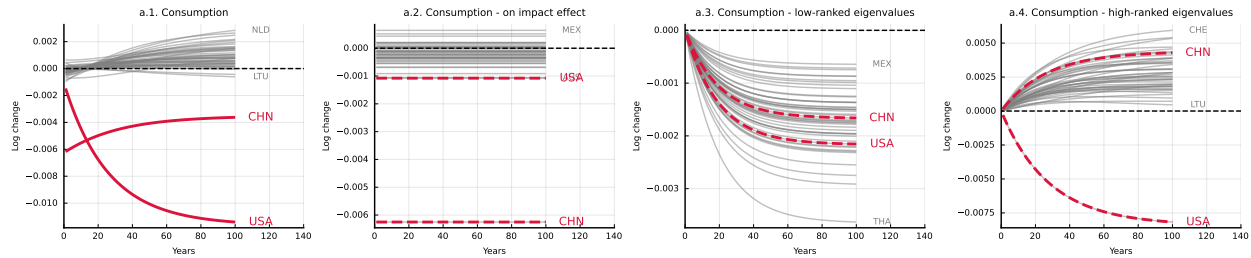 a.1. Consumption
Log change
0.002
0.000
−0.002
−0.004
−0.006
−0.008
−0.010
NLD
LTU
CHN
USA
0 20 40 60 80 100 120 140
Years
a.2. Consumption - on impact effect
Log change
0.000
−0.001
−0.002
−0.003
−0.004
−0.005
−0.006
MEX
USA
CHN
0 20 40 60 80 100 120 140
Years
a.3. Consumption - low-ranked eigenvalues
Log change
0.000
−0.001
−0.002
−0.003
MEX
CHN
USA
THA
0 20 40 60 80 100 120 140
Years
a.4. Consumption - high-ranked eigenvalues
Log change
0.0050
0.0025
0.0000
−0.0025
−0.0050
−0.0075
CHE
CHN
LTU
USA
0 20 40 60 80 100 120 140
Years